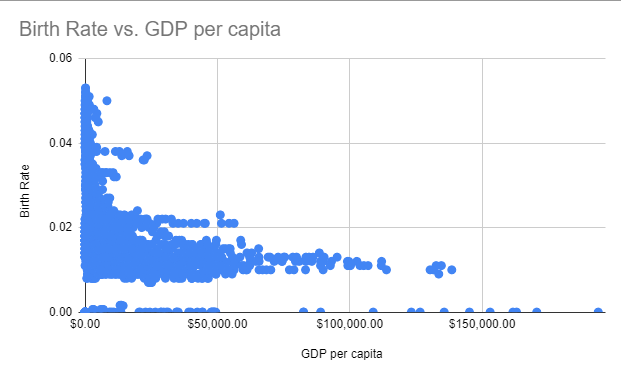 Birth Rate vs. GDP per capita
0.06
0.04
0.02
0.00
Birth Rate
$0.00 $50,000.00 $100,000.00 $150,000.00
GDP per capita